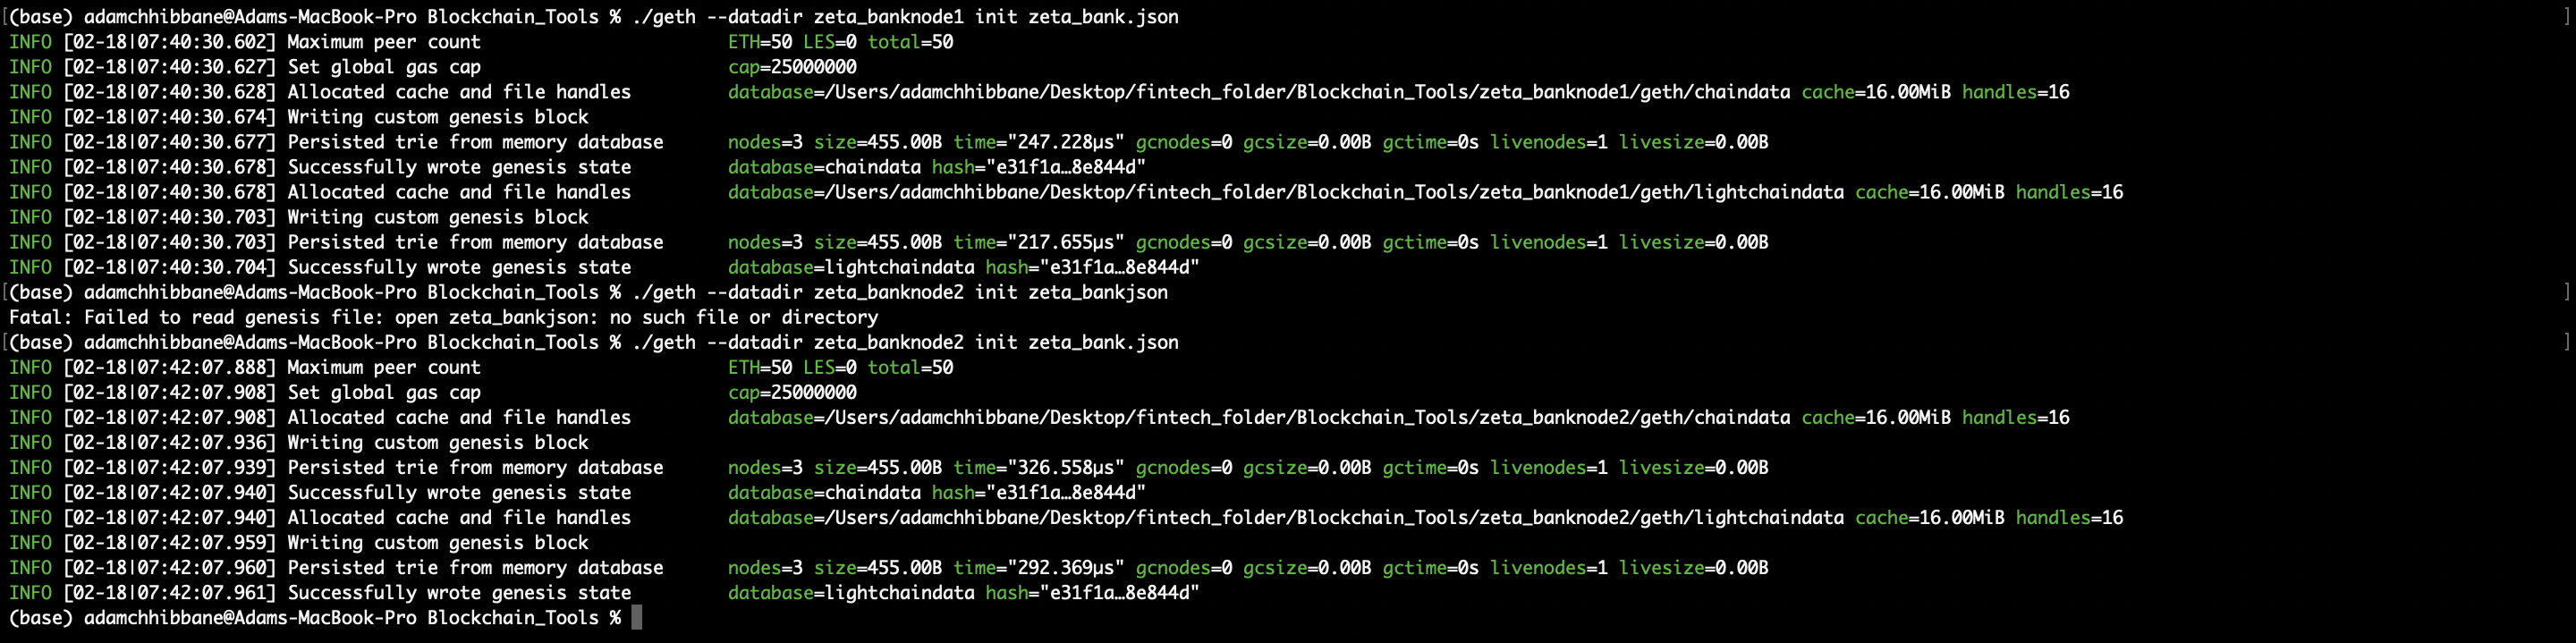 [(base) adamchhibbane@Adams-MacBook-Pro Blockchain_Tools % ./geth --datadir zeta_banknode1 init zeta_bank.json ]
INFO [02-18|07:40:30.602] Maximum peer count ETH=50 LES=0 total=50
INFO [02-18|07:40:30.627] Set global gas cap cap=25000000
INFO [02-18|07:40:30.628] Allocated cache and file handles database=/Users/adamchhibbane/Desktop/fintech_folder/Blockchain_Tools/zeta_banknode1/geth/chaindata cache=16.00MiB handles=16
INFO [02-18|07:40:30.674] Writing custom genesis block
INFO [02-18|07:40:30.677] Persisted trie from memory database nodes=3 size=455.00B time="247.228µs" gcnodes=0 gcsize=0.00B gctime=0s livenodes=1 livesize=0.00B
INFO [02-18|07:40:30.678] Successfully wrote genesis state database=chaindata hash="e31f1a…8e844d"
INFO [02-18|07:40:30.678] Allocated cache and file handles database=/Users/adamchhibbane/Desktop/fintech_folder/Blockchain_Tools/zeta_banknode1/geth/lightchaindata cache=16.00MiB handles=16
INFO [02-18|07:40:30.703] Writing custom genesis block
INFO [02-18|07:40:30.703] Persisted trie from memory database nodes=3 size=455.00B time="217.655µs" gcnodes=0 gcsize=0.00B gctime=0s livenodes=1 livesize=0.00B
INFO [02-18|07:40:30.704] Successfully wrote genesis state database=lightchaindata hash="e31f1a…8e844d"
[(base) adamchhibbane@Adams-MacBook-Pro Blockchain_Tools % ./geth --datadir zeta_banknode2 init zeta_bankjson ]
Fatal: Failed to read genesis file: open zeta_bankjson: no such file or directory
[(base) adamchhibbane@Adams-MacBook-Pro Blockchain_Tools % ./geth --datadir zeta_banknode2 init zeta_bank.json ]
INFO [02-18|07:42:07.888] Maximum peer count ETH=50 LES=0 total=50
INFO [02-18|07:42:07.908] Set global gas cap cap=25000000
INFO [02-18|07:42:07.908] Allocated cache and file handles database=/Users/adamchhibbane/Desktop/fintech_folder/Blockchain_Tools/zeta_banknode2/geth/chaindata cache=16.00MiB handles=16
INFO [02-18|07:42:07.936] Writing custom genesis block
INFO [02-18|07:42:07.939] Persisted trie from memory database nodes=3 size=455.00B time="326.558µs" gcnodes=0 gcsize=0.00B gctime=0s livenodes=1 livesize=0.00B
INFO [02-18|07:42:07.940] Successfully wrote genesis state database=chaindata hash="e31f1a…8e844d"
INFO [02-18|07:42:07.940] Allocated cache and file handles database=/Users/adamchhibbane/Desktop/fintech_folder/Blockchain_Tools/zeta_banknode2/geth/lightchaindata cache=16.00MiB handles=16
INFO [02-18|07:42:07.959] Writing custom genesis block
INFO [02-18|07:42:07.960] Persisted trie from memory database nodes=3 size=455.00B time="292.369µs" gcnodes=0 gcsize=0.00B gctime=0s livenodes=1 livesize=0.00B
INFO [02-18|07:42:07.961] Successfully wrote genesis state database=lightchaindata hash="e31f1a…8e844d"
(base) adamchhibbane@Adams-MacBook-Pro Blockchain_Tools %